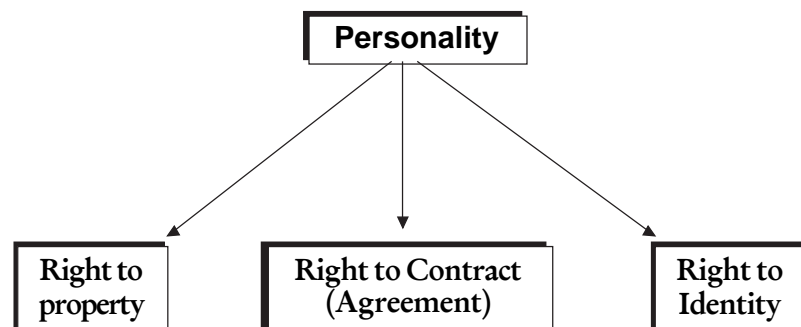 Personality
Right to
property
Right to Contract
(Agreement)
Right to
Identity